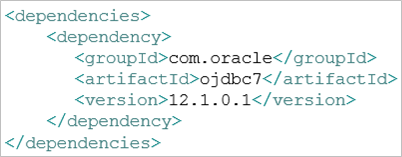 <dependencies>
<dependency>
<groupId>com.oracle</groupId>
<artifactId>ojdbc7</artifactId>
<version>12.1.0.1</version>
</dependency>
</dependencies>